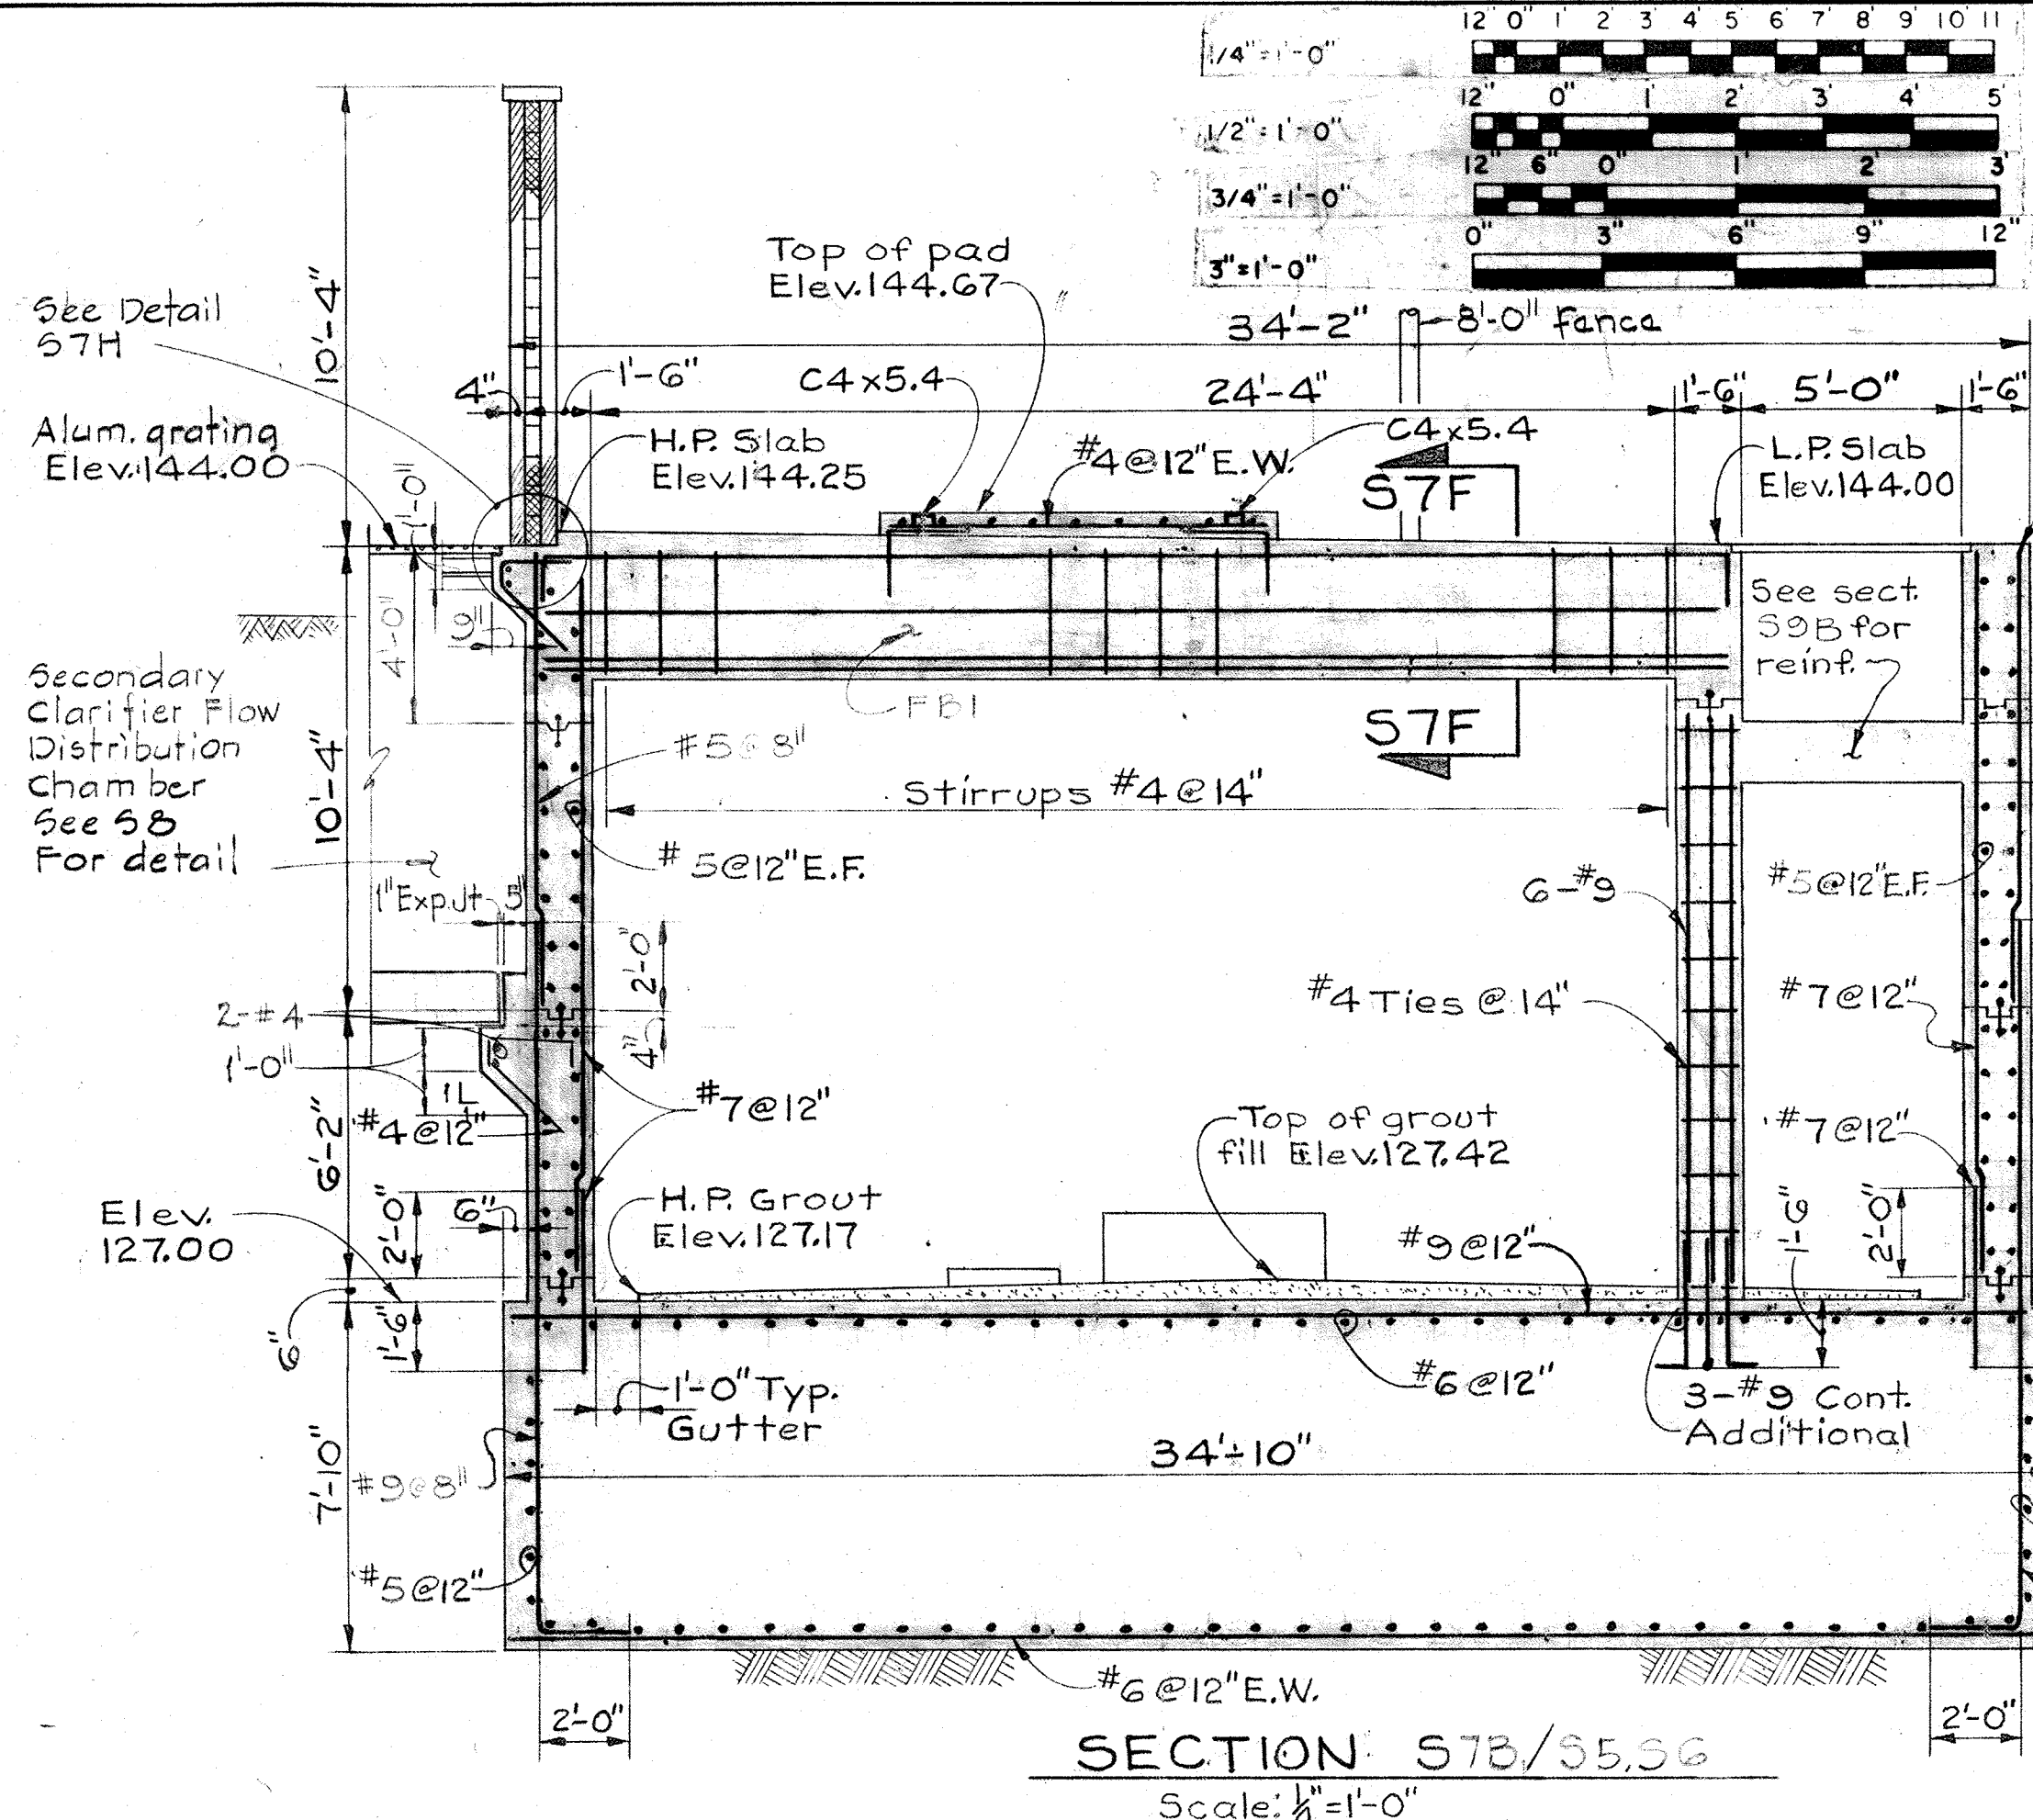 12" 0" 1' 2' 3' 4' 5' 6' 7' 8' 9' 10' 11'
1/4" = 1'-0"
12" 0" 1' 2' 3' 4' 5'
1/2" = 1'-0"
12" 6" 0" 1' 2' 3'
3/4" = 1'-0"
0" 3" 6" 9" 12"
3" = 1'-0"
Top of pad
Elev. 144.67
34'-2"
8'-0" Fence
See Detail
S7H
10'-4"
4"
1'-6"
C4x5.4
24'-4"
1'-6"
5'-0"
1'-6"
Alum. grating
Elev. 144.00
1'-0"
H.P. Slab
Elev. 144.25
#4@12" E.W.
C4x5.4
S7F
L.P. Slab
Elev. 144.00
4'-0"
9"
See sect.
S9B for
reinf.
Secondary
Clarifier Flow
Distribution
Chamber
See S8
For detail
10'-4"
FB1
S7F
#5@8"
Stirrups #4@14"
#5@12" E.F.
6-#9
#5@12" E.F.
1" Exp. Jt.
5"
2'-0"
4"
#4 Ties @ 14"
#7@12"
2-#4
1'-0"
#4@12"
6'-2"
#7@12"
Top of grout
fill Elev. 127.42
#7@12"
Elev.
127.00
2'-0"
6"
H.P. Grout
Elev. 127.17
#9@12"
1'-6"
2'-0"
6"
1'-6"
1'-0" Typ.
Gutter
#6@12"
3-#9 Cont.
Additional
7'-10"
#9@8"
34'-10"
#5@12"
#6@12" E.W.
2'-0"
2'-0"
SECTION S7B/S5,S6
Scale: 1/4"=1'-0"